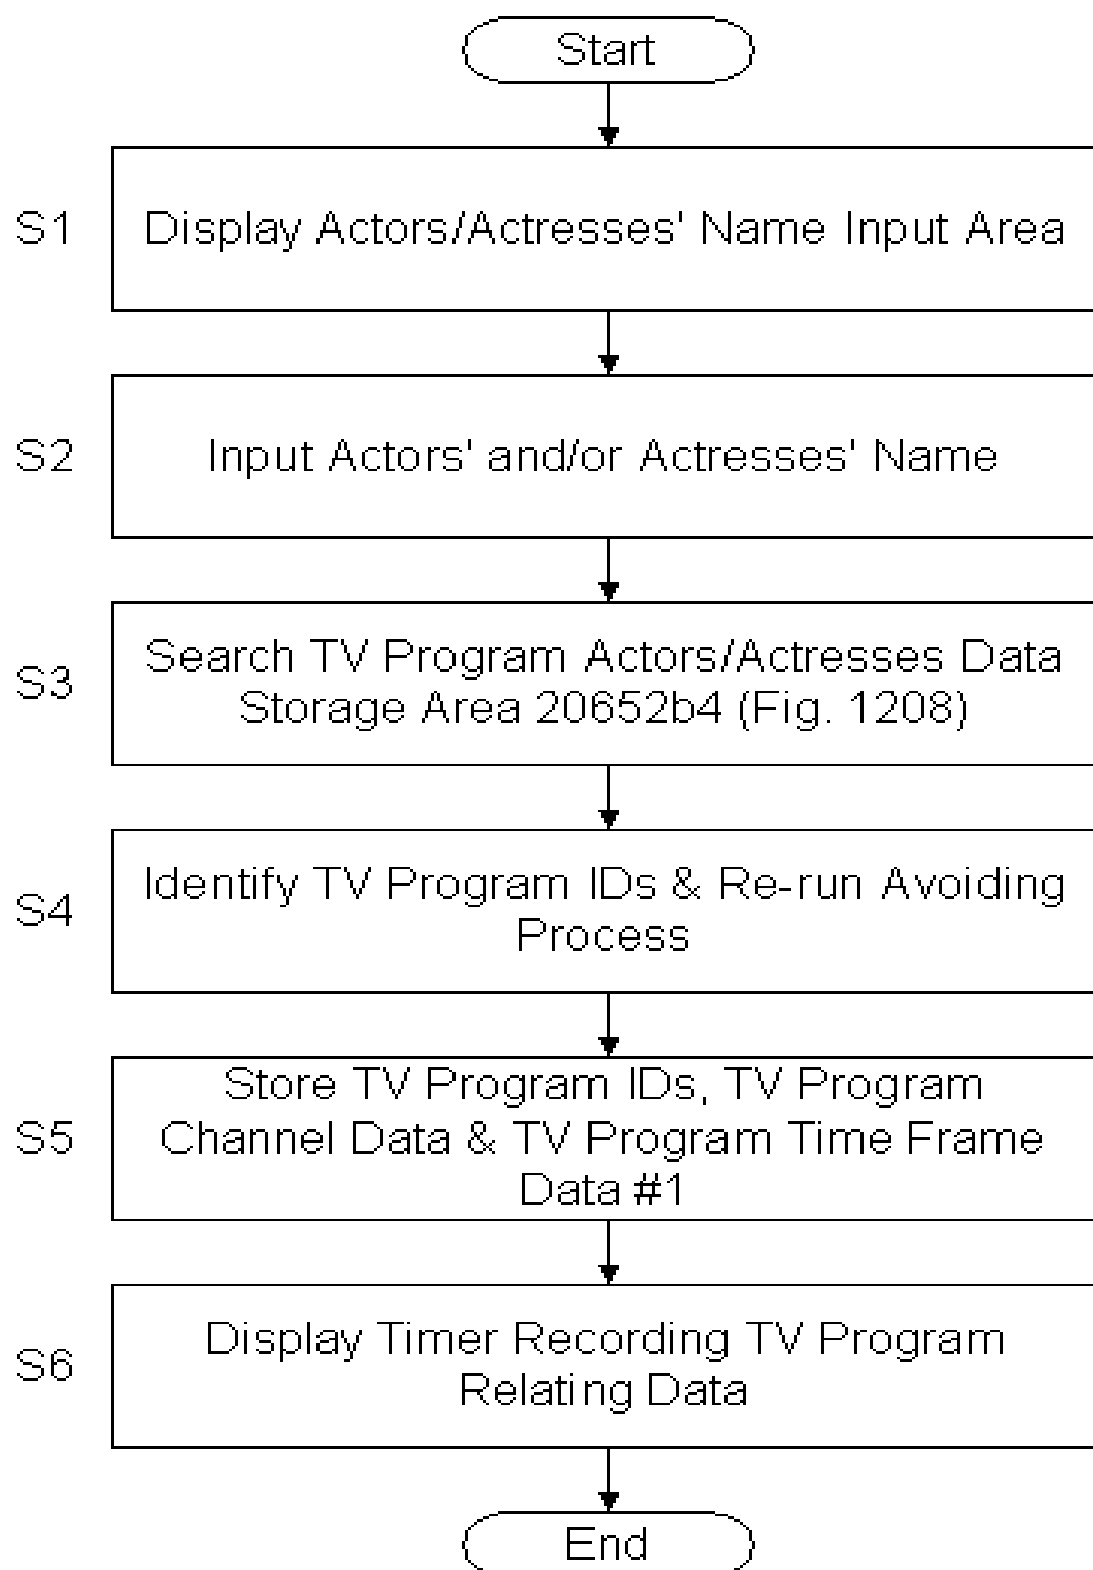 Start
S1
Display Actors/Actresses' Name Input Area
S2
Input Actors' and/or Actresses' Name
S3
Search TV Program Actors/Actresses Data
Storage Area 20652b4 (Fig. 1208)
S4
Identify TV Program IDs & Re-run Avoiding
Process
S5
Store TV Program IDs, TV Program
Channel Data & TV Program Time Frame
Data #1
S6
Display Timer Recording TV Program
Relating Data
End